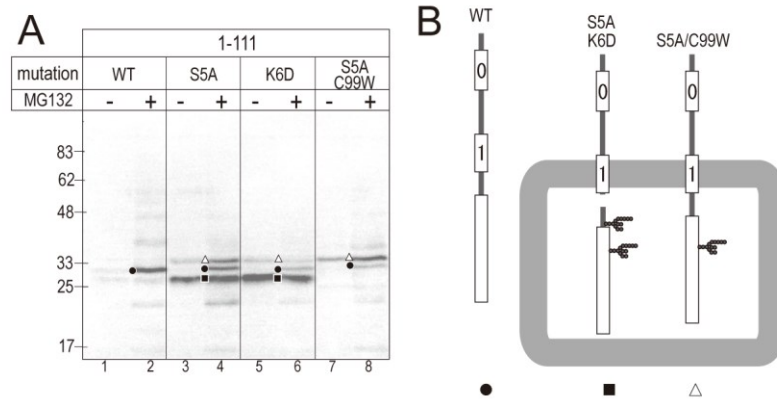 A
1-111
mutation WT S5A K6D S5A C99W
MG132 - + - + - + - +
83
62
48
33
25
17
1 2 3 4 5 6 7 8
B
WT
S5A
K6D
S5A/C99W
0 0 0
1 1 1